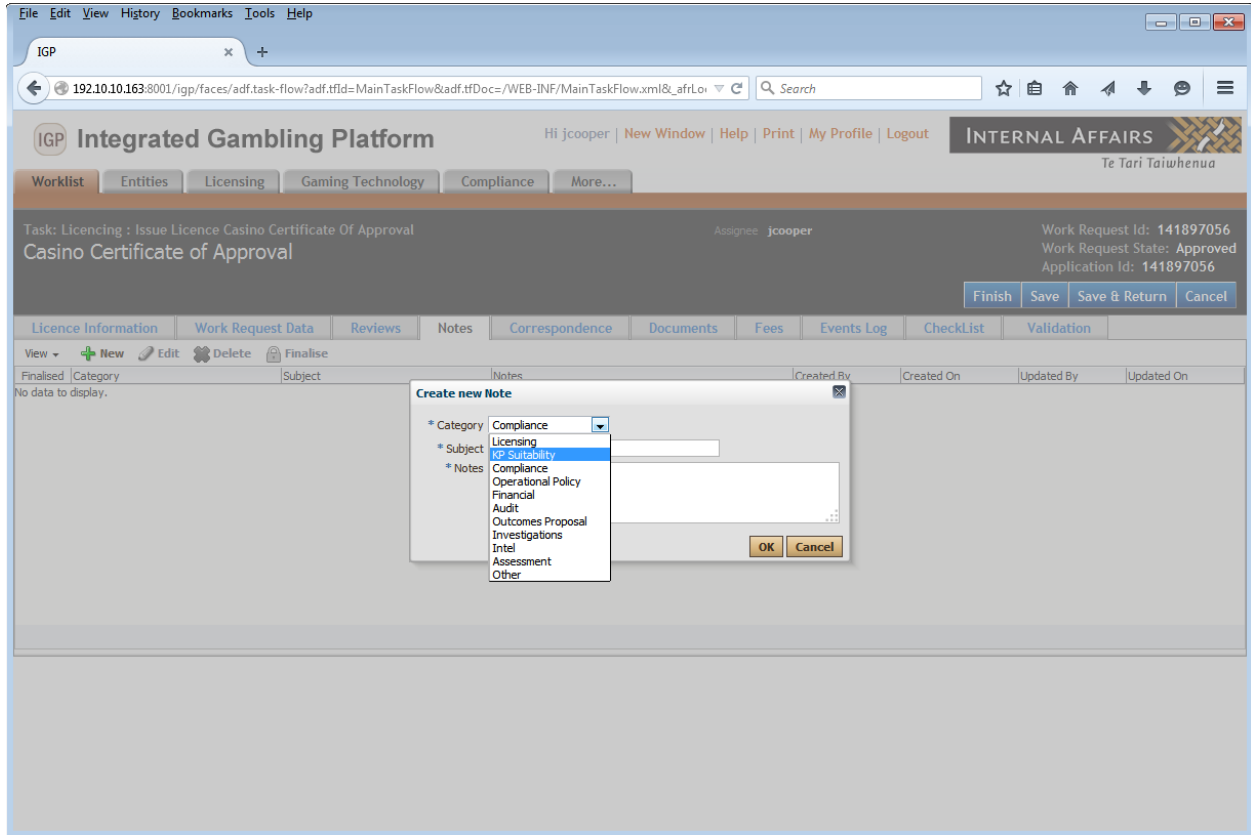 File Edit View History Bookmarks Tools Help
IGP
192.10.10.163:8001/igp/faces/adf.task-flow?adf.tfId=MainTaskFlow&adf.tfDoc=/WEB-INF/MainTaskFlow.xml&_afrLo
Search
IGP Integrated Gambling Platform
Hi jcooper | New Window | Help | Print | My Profile | Logout
INTERNAL AFFAIRS
Te Tari Taiwhenua
Worklist Entities Licensing Gaming Technology Compliance More...
Task: Licencing : Issue Licence Casino Certificate Of Approval
Assignee jcooper
Work Request Id: 141897056
Casino Certificate of Approval
Work Request State: Approved
Application Id: 141897056
Finish Save Save & Return Cancel
Licence Information Work Request Data Reviews Notes Correspondence Documents Fees Events Log CheckList Validation
View New Edit Delete Finalise
Finalised Category Subject Notes Created By Created On Updated By Updated On
No data to display.
Create new Note
* Category Compliance
* Subject
* Notes
Licensing
KP Suitability
Compliance
Operational Policy
Financial
Audit
Outcomes Proposal
Investigations
Intel
Assessment
Other
OK Cancel